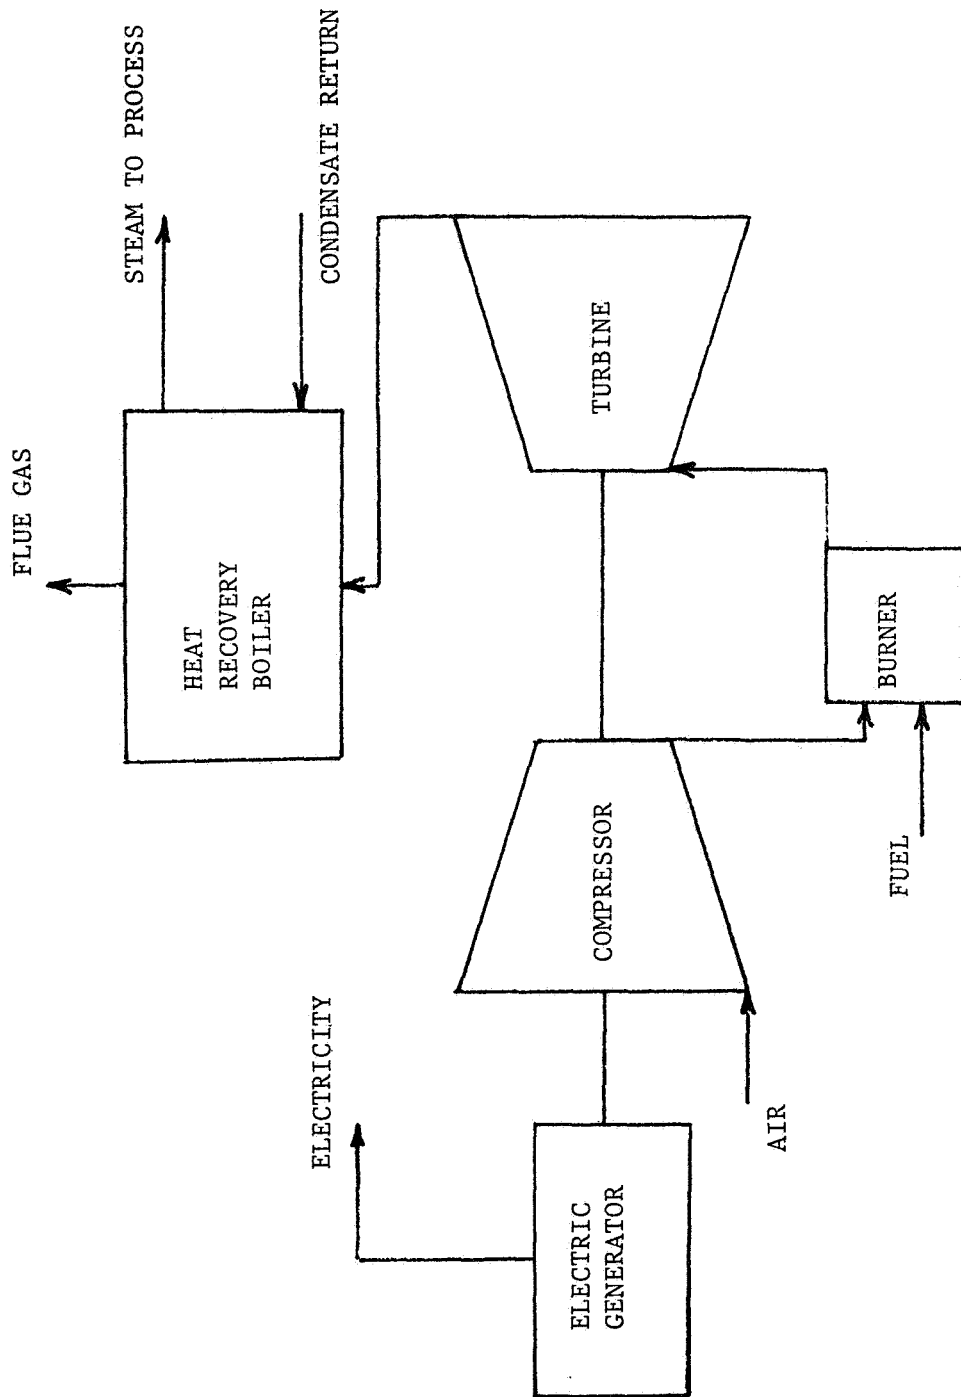 FLUE GAS
STEAM TO PROCESS
HEAT
RECOVERY
BOILER
CONDENSATE RETURN
ELECTRICITY
ELECTRIC
GENERATOR
COMPRESSOR
TURBINE
AIR
FUEL
BURNER